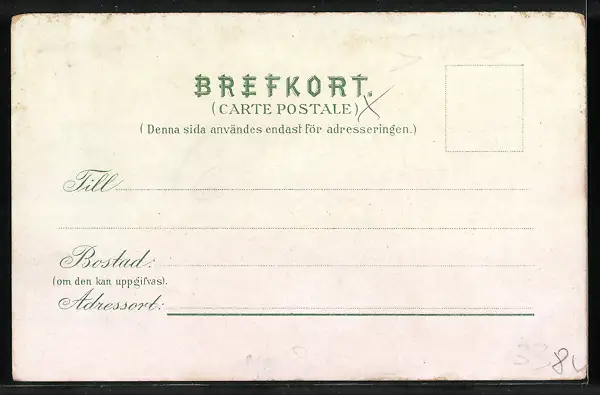 BREFKORT.
(CARTE POSTALE)
(Denna sida användes endast för adresseringen.)
Till
Bostad:
(om den kan uppgifvas).
Adressort: